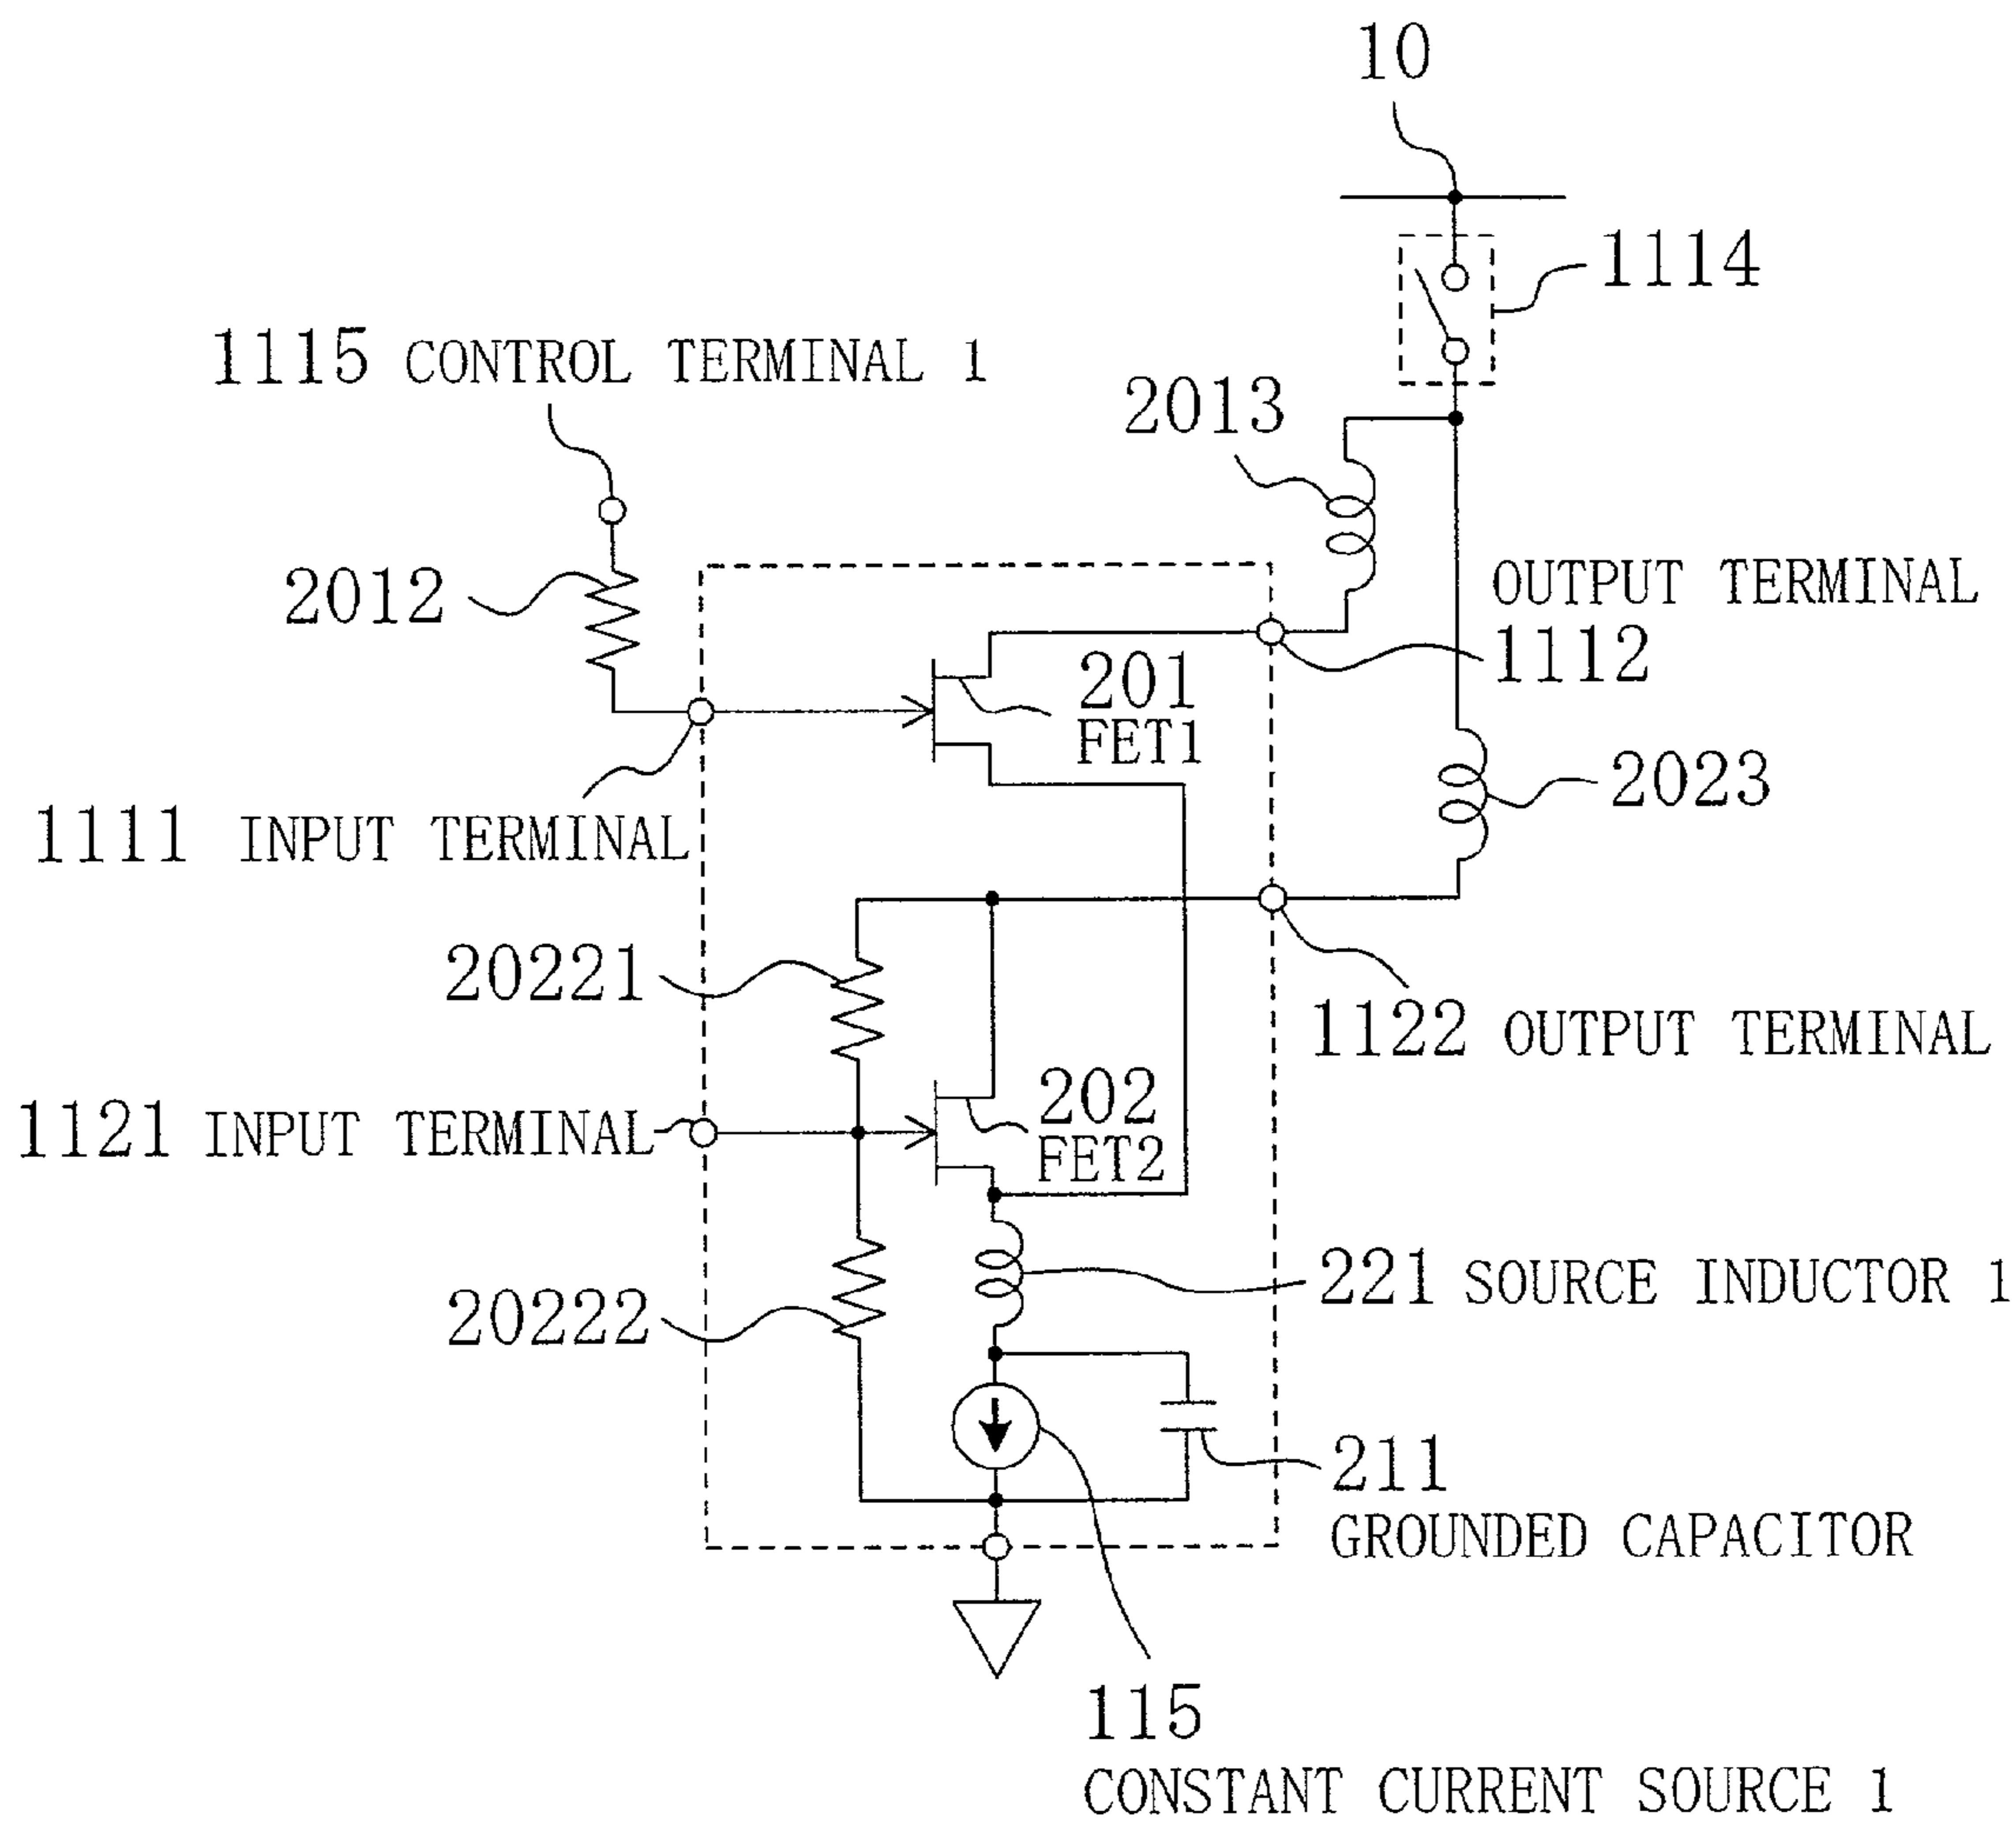 10
1114
1115 CONTROL TERMINAL 1
2013
2012
OUTPUT TERMINAL
1112
201
FET1
1111 INPUT TERMINAL
2023
20221
1122 OUTPUT TERMINAL
202
FET2
1121 INPUT TERMINAL
221 SOURCE INDUCTOR 1
20222
211
GROUNDED CAPACITOR
115
CONSTANT CURRENT SOURCE 1